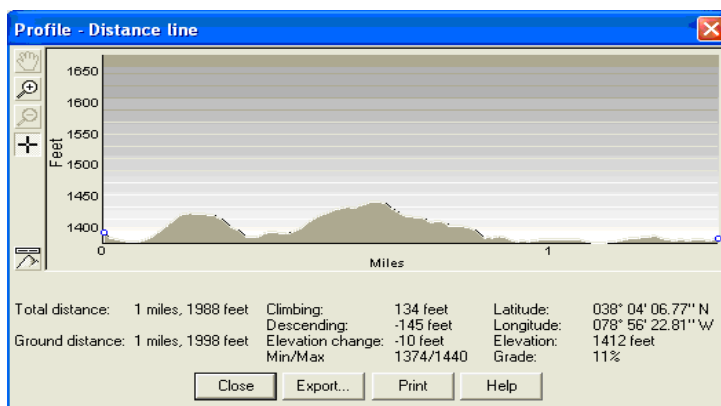 Profile - Distance line
1650
1600
1550
1500
1450
1400
Feet
0
1
Miles
Total distance: 1 miles, 1988 feet
Climbing: 134 feet
Latitude: 038° 04' 06.77" N
Descending: -145 feet
Longitude: 078° 56' 22.81" W
Ground distance: 1 miles, 1998 feet
Elevation change: -10 feet
Elevation: 1412 feet
Min/Max 1374/1440
Grade: 11%
Close Export... Print Help